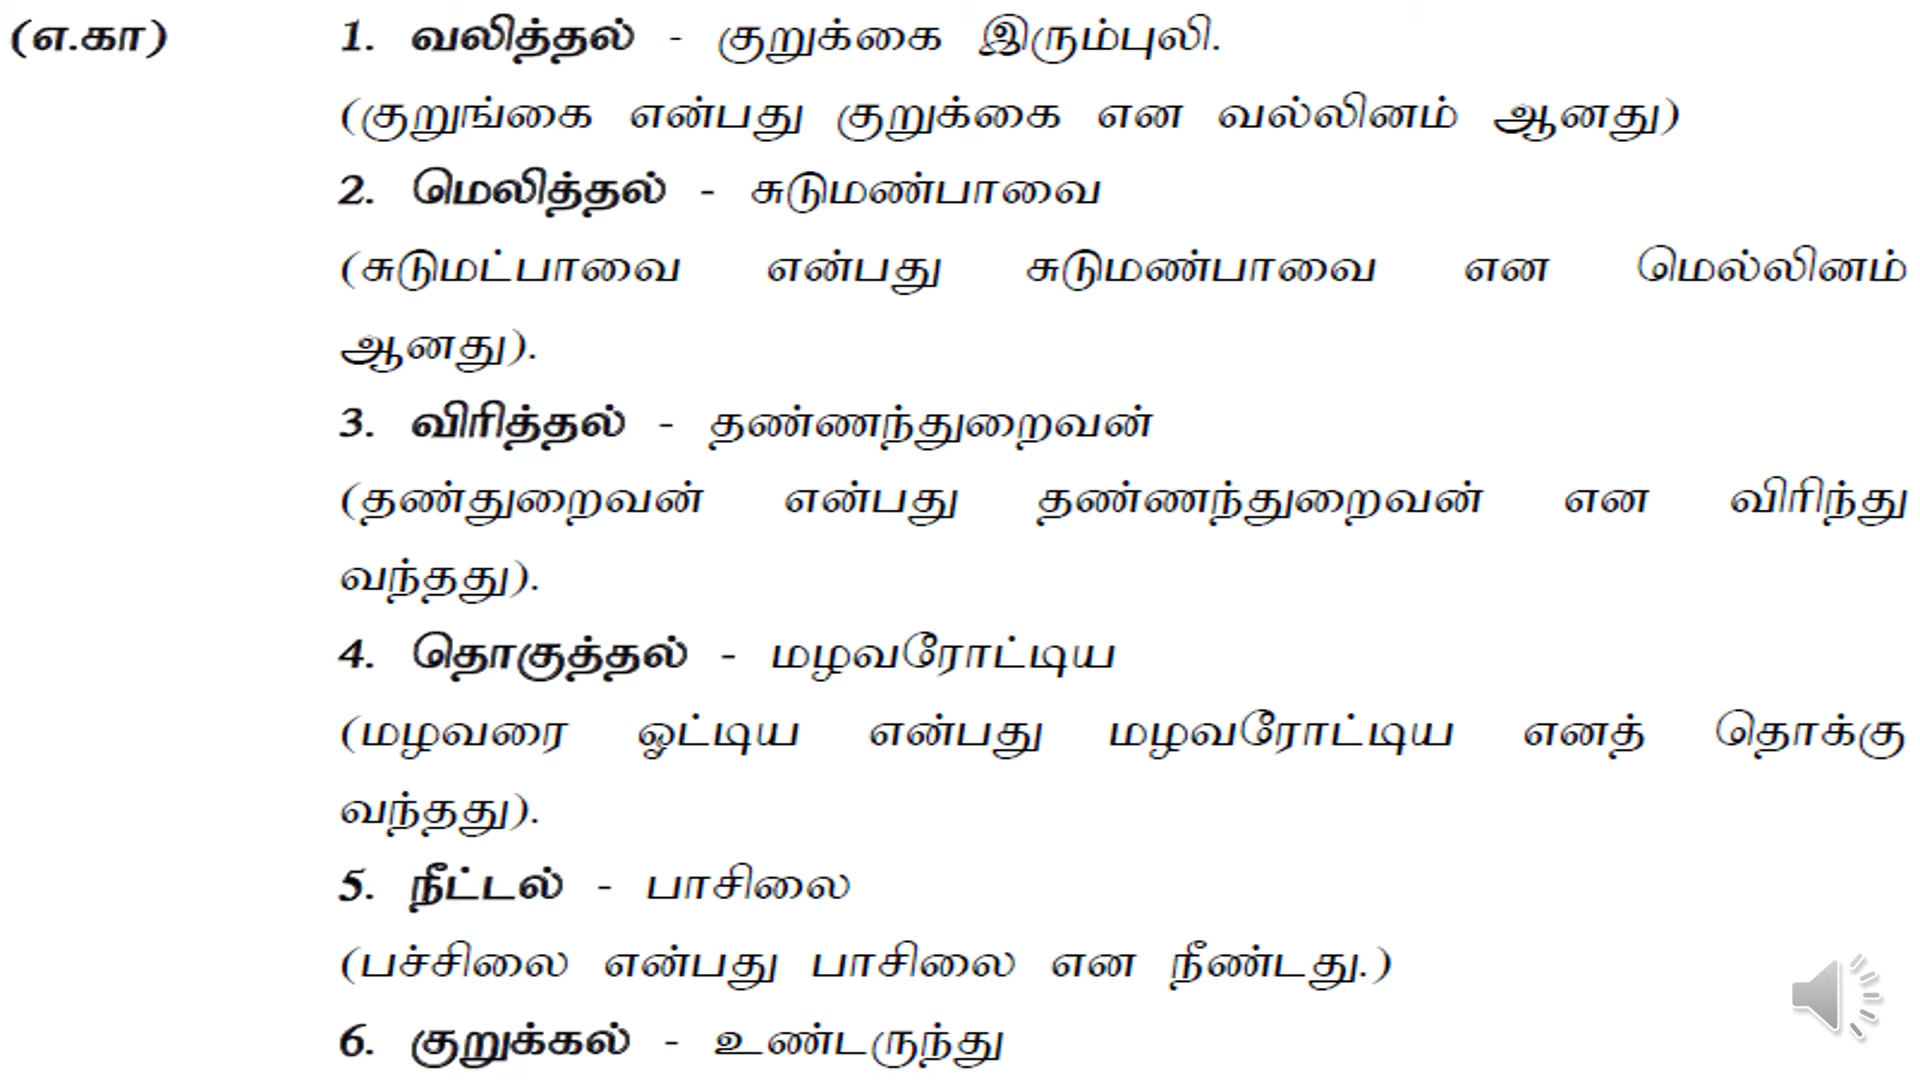 (எ.கா) 1. வலித்தல் - குறுக்கை இரும்புலி.
(குறுங்கை என்பது குறுக்கை என வல்லினம் ஆனது)
2. மெலித்தல் - சுடுமண்பாவை
(சுடுமட்பாவை என்பது சுடுமண்பாவை என மெல்லினம்
ஆனது).
3. விரித்தல் - தண்ணந்துறைவன்
(தண்துறைவன் என்பது தண்ணந்துறைவன் என விரிந்து
வந்தது).
4. தொகுத்தல் - மழவரோட்டிய
(மழவரை ஓட்டிய என்பது மழவரோட்டிய எனத் தொக்கு
வந்தது).
5. நீட்டல் - பாசிலை
(பச்சிலை என்பது பாசிலை என நீண்டது.)
6. குறுக்கல் - உண்டருந்து